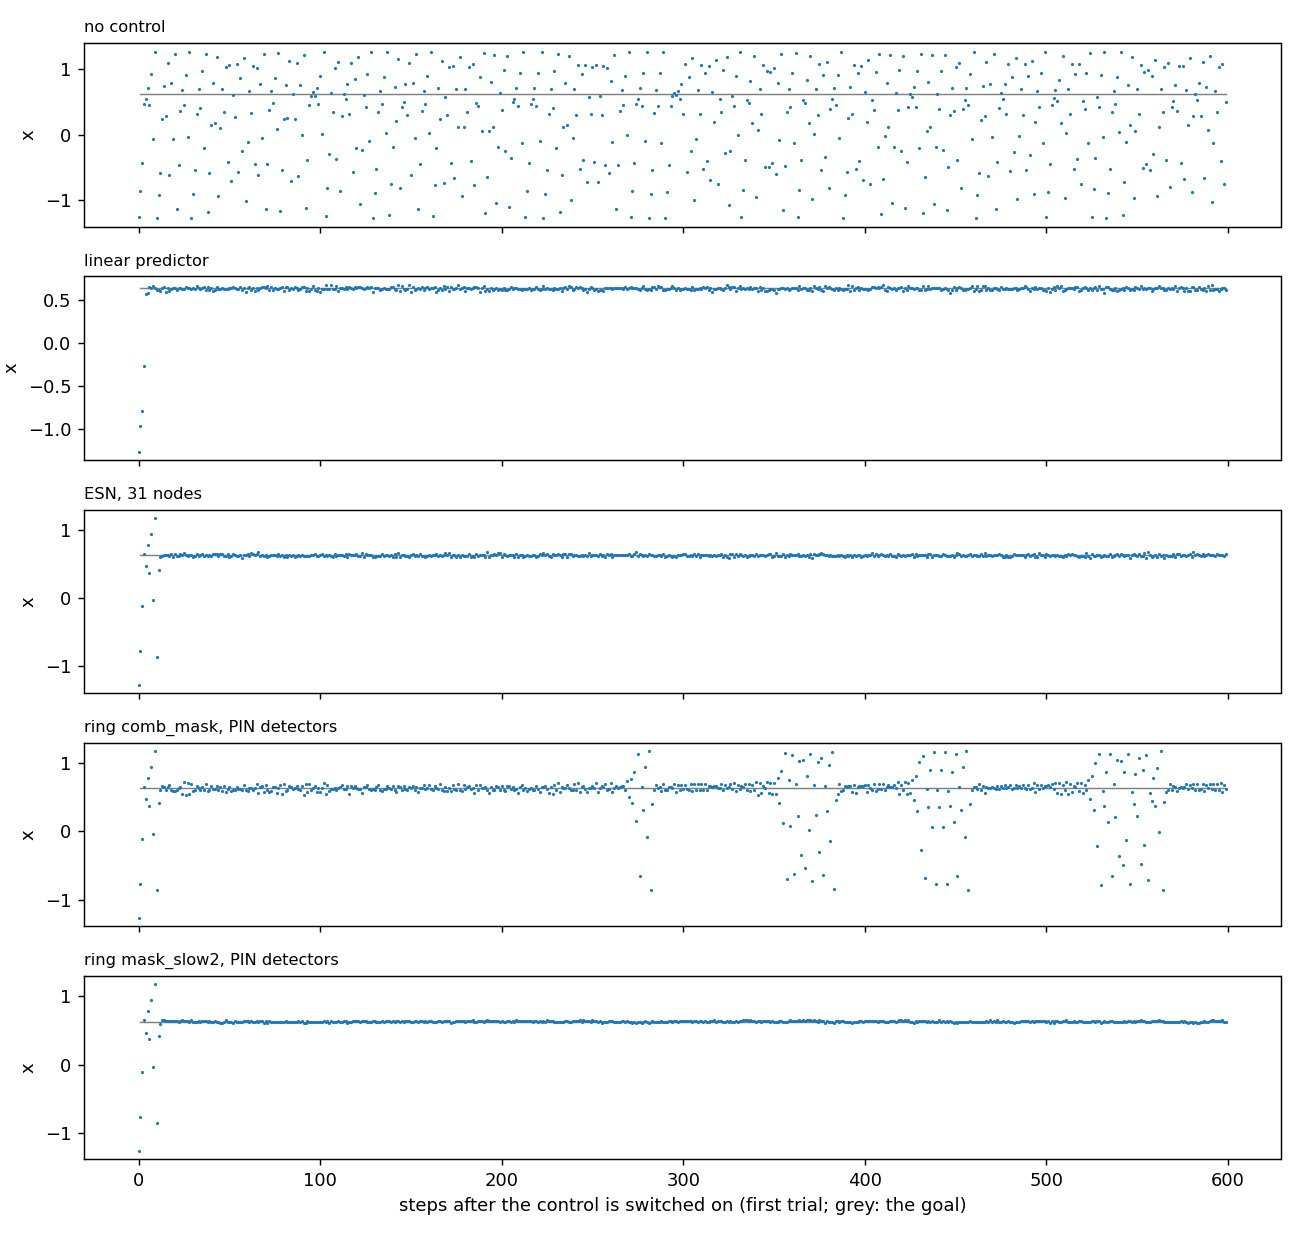 no control
1
0
−1
x
linear predictor
0.5
0.0
−0.5
−1.0
x
ESN, 31 nodes
1
0
−1
x
ring comb_mask, PIN detectors
1
0
−1
x
ring mask_slow2, PIN detectors
1
0
−1
x
0 100 200 300 400 500 600
steps after the control is switched on (first trial; grey: the goal)